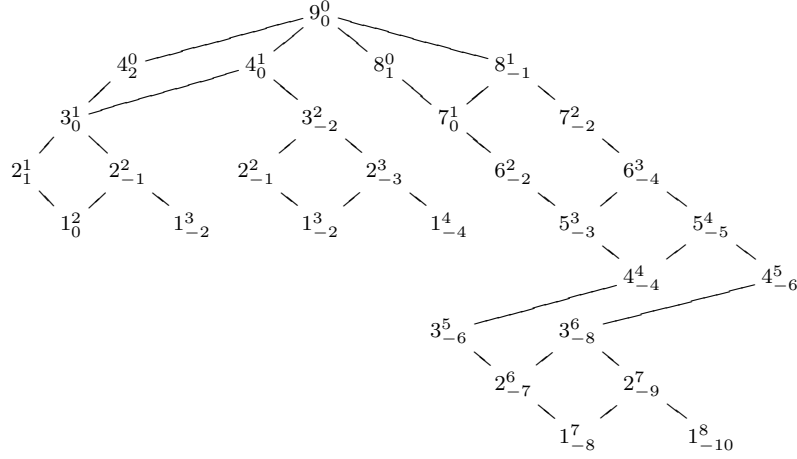 9^0_0
4^0_2 4^1_0 8^0_1 8^1_{-1}
3^1_0 3^2_{-2} 7^1_0 7^2_{-2}
2^1_1 2^2_{-1} 2^2_{-1} 2^3_{-3} 6^2_{-2} 6^3_{-4}
1^2_0 1^3_{-2} 1^3_{-2} 1^4_{-4} 5^3_{-3} 5^4_{-5}
4^4_{-4} 4^5_{-6}
3^5_{-6} 3^6_{-8}
2^6_{-7} 2^7_{-9}
1^7_{-8} 1^8_{-10}